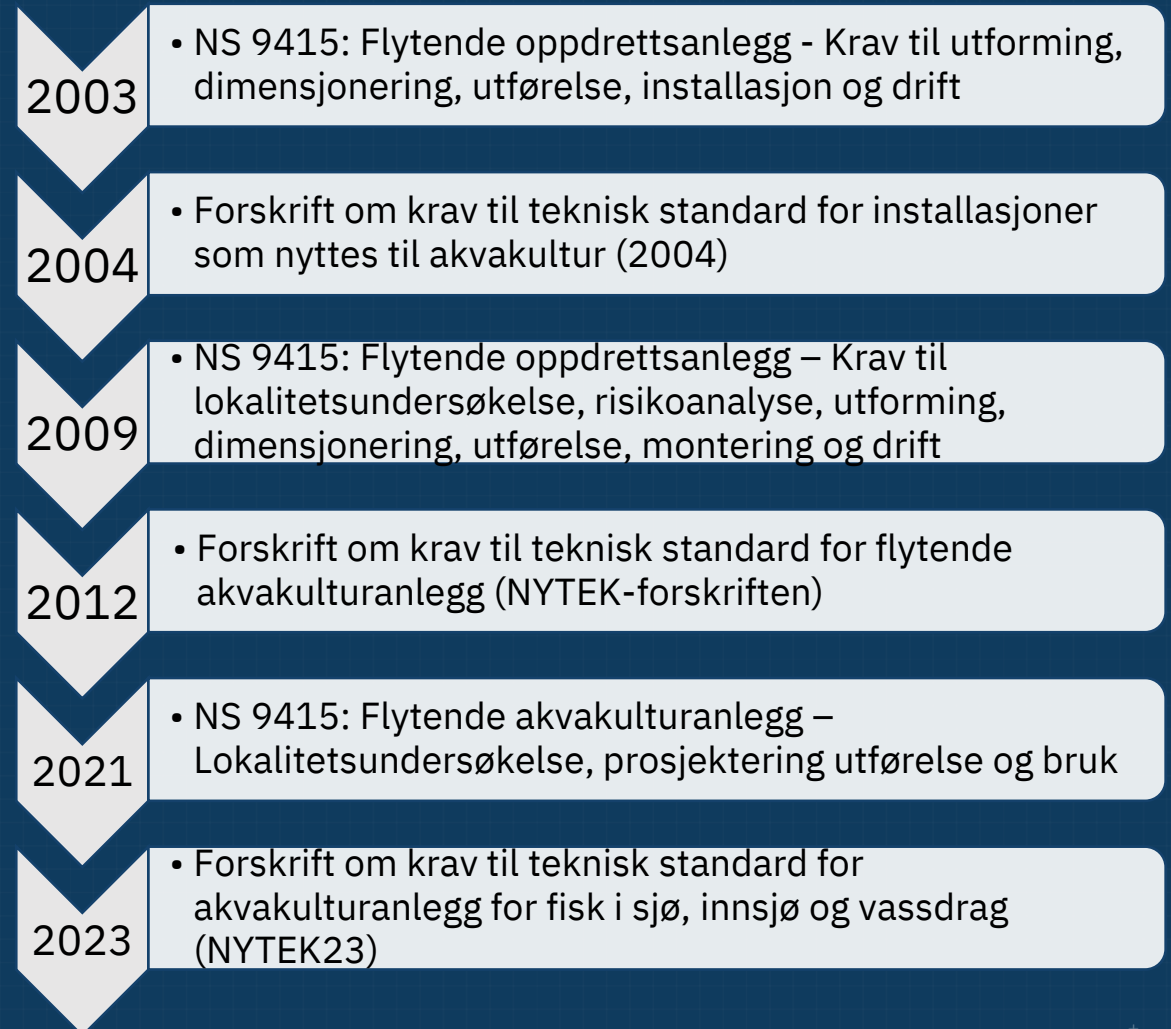 2003
• NS 9415: Flytende oppdrettsanlegg - Krav til utforming,
dimensjonering, utførelse, installasjon og drift
2004
• Forskrift om krav til teknisk standard for installasjoner
som nyttes til akvakultur (2004)
2009
• NS 9415: Flytende oppdrettsanlegg – Krav til
lokalitetsundersøkelse, risikoanalyse, utforming,
dimensjonering, utførelse, montering og drift
2012
• Forskrift om krav til teknisk standard for flytende
akvakulturanlegg (NYTEK-forskriften)
2021
• NS 9415: Flytende akvakulturanlegg –
Lokalitetsundersøkelse, prosjektering utførelse og bruk
2023
• Forskrift om krav til teknisk standard for
akvakulturanlegg for fisk i sjø, innsjø og vassdrag
(NYTEK23)